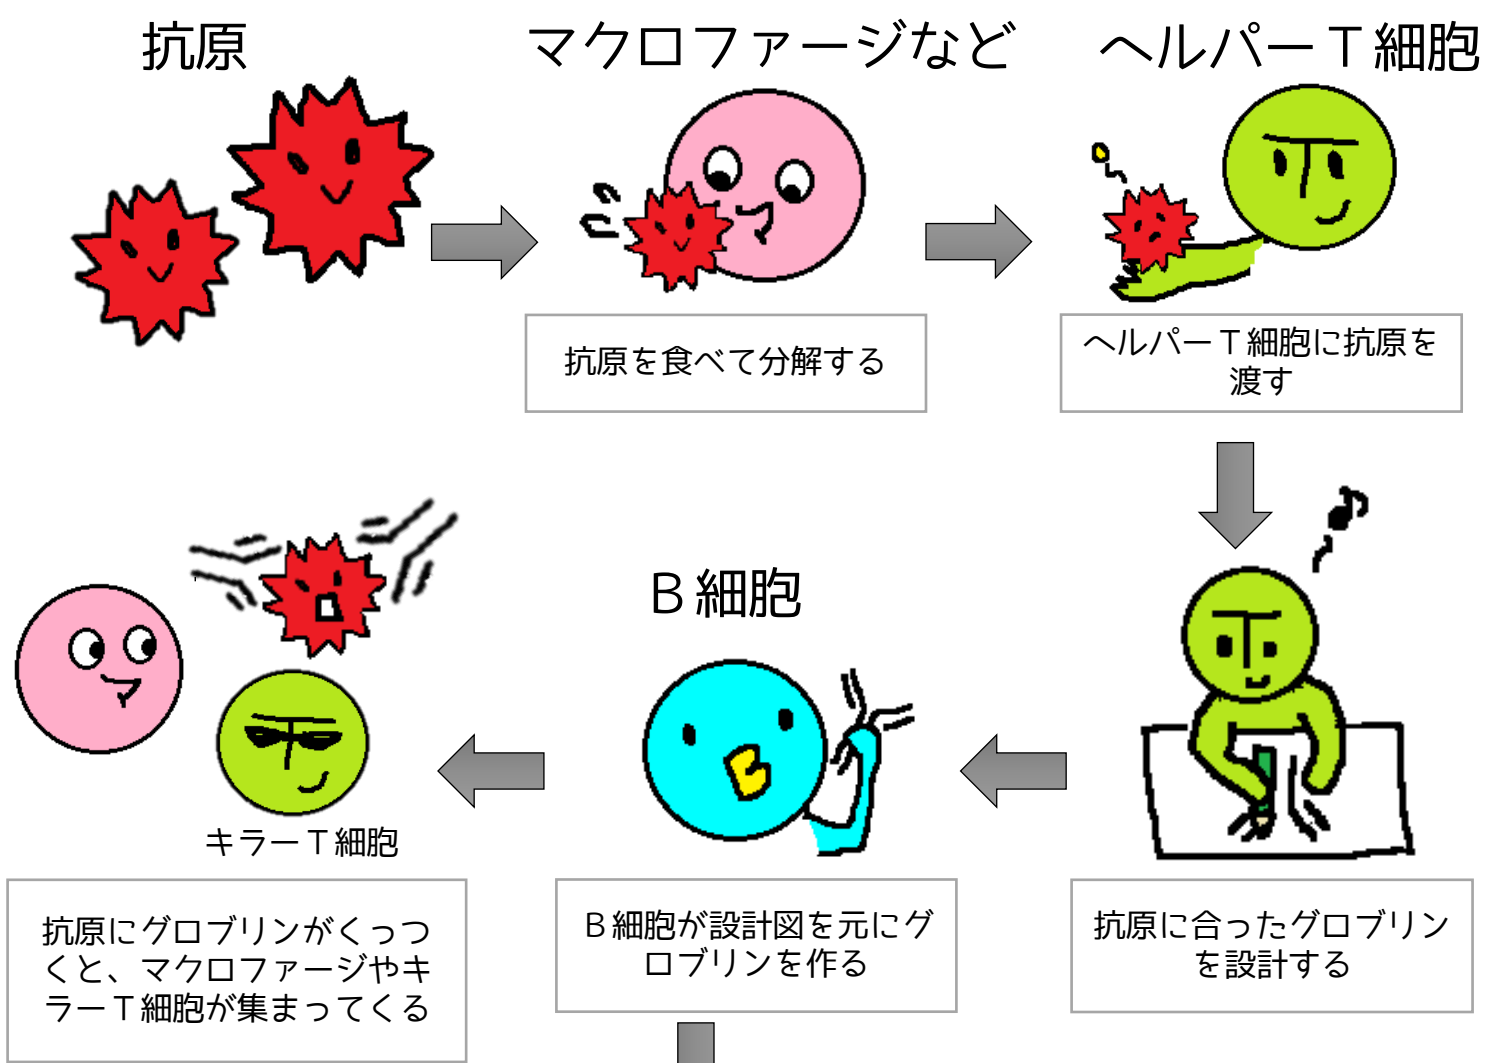 抗原
マクロファージなど
ヘルパーT細胞
抗原を食べて分解する
ヘルパーT細胞に抗原を
渡す
B細胞
キラーT細胞
抗原にグロブリンがくっつ
くと、マクロファージやキ
ラーT細胞が集まってくる
B細胞が設計図を元にグ
ロブリンを作る
抗原に合ったグロブリン
を設計する